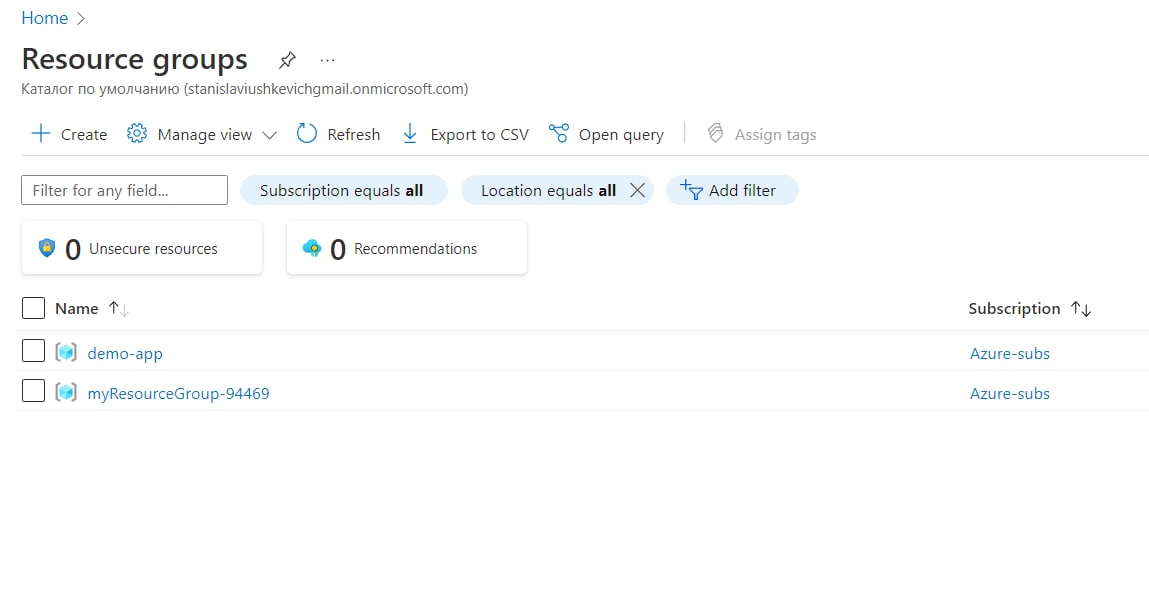 Home
Resource groups
Каталог по умолчанию (stanislaviushkevichgmail.onmicrosoft.com)
Create Manage view Refresh Export to CSV Open query Assign tags
Filter for any field... Subscription equals all Location equals all Add filter
0 Unsecure resources 0 Recommendations
Name Subscription
demo-app Azure-subs
myResourceGroup-94469 Azure-subs